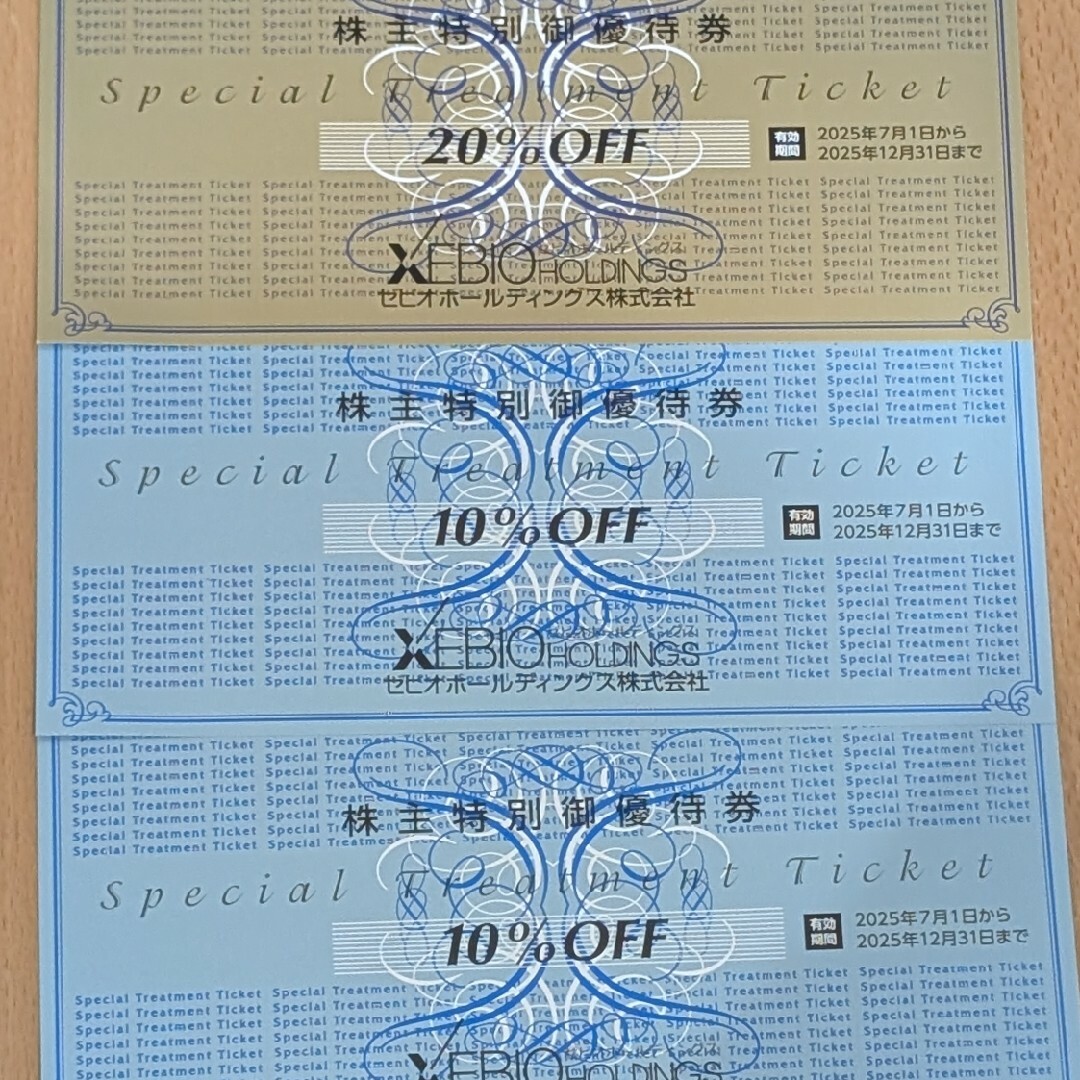 株主特別御優待券
Special Treatment Ticket
20%OFF
有効期間
2025年7月1日から
2025年12月31日まで
XEBIO HOLDINGS
ゼビオホールディングス株式会社
株主特別御優待券
Special Treatment Ticket
10%OFF
有効期間
2025年7月1日から
2025年12月31日まで
XEBIO HOLDINGS
ゼビオホールディングス株式会社
株主特別御優待券
Special Treatment Ticket
10%OFF
有効期間
2025年7月1日から
2025年12月31日まで
XEBIO HOLDINGS